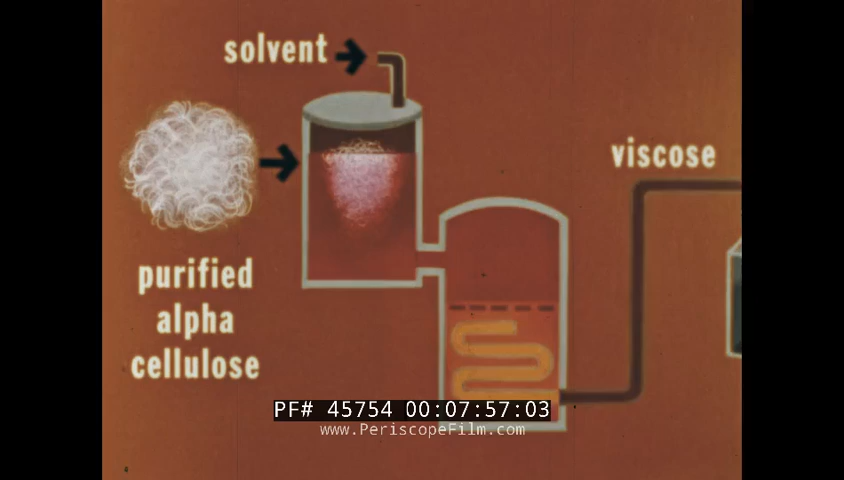 solvent
viscose
purified
alpha
cellulose
PF# 45754 00:07:57:03
www.PeriscopeFilm.com